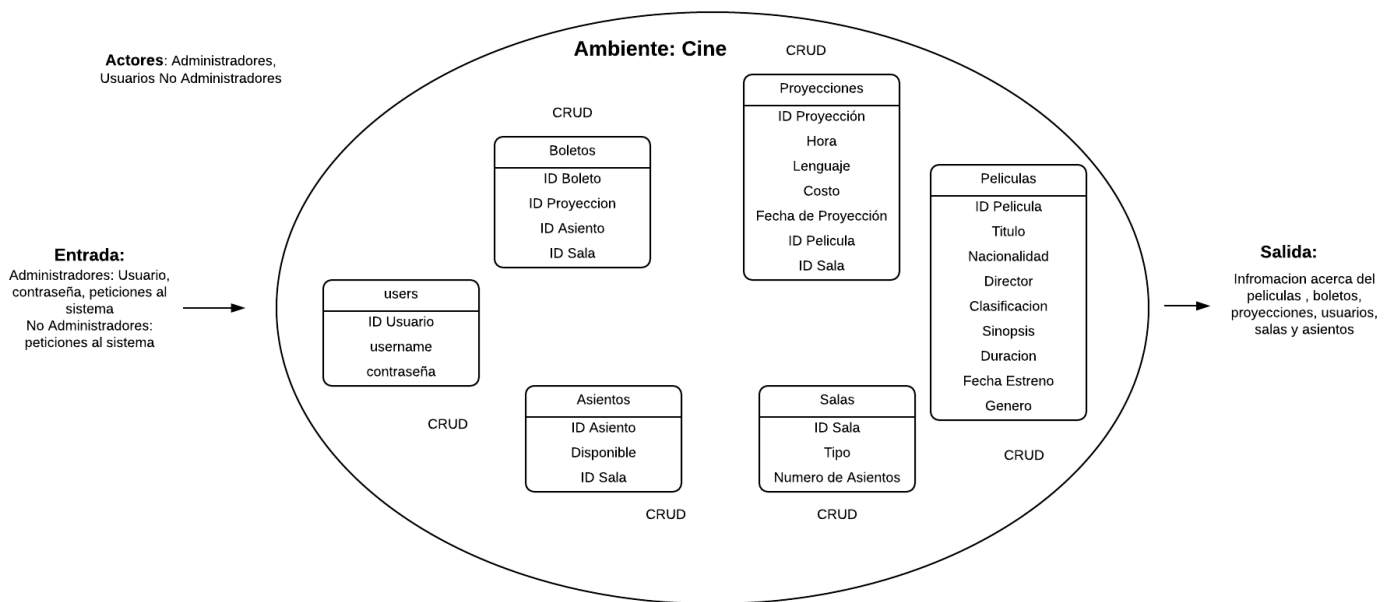 Actores: Administradores,
Usuarios No Administradores
Ambiente: Cine
CRUD
Proyecciones
ID Proyección
Hora
Lenguaje
Costo
Fecha de Proyección
ID Pelicula
ID Sala
CRUD
Boletos
ID Boleto
ID Proyeccion
ID Asiento
ID Sala
Peliculas
ID Pelicula
Titulo
Nacionalidad
Director
Clasificacion
Sinopsis
Duracion
Fecha Estreno
Genero
CRUD
Entrada:
Administradores: Usuario,
contraseña, peticiones al
sistema
No Administradores:
peticiones al sistema
users
ID Usuario
username
contraseña
CRUD
Asientos
ID Asiento
Disponible
ID Sala
CRUD
Salas
ID Sala
Tipo
Numero de Asientos
CRUD
Salida:
Infromacion acerca del
peliculas , boletos,
proyecciones, usuarios,
salas y asientos